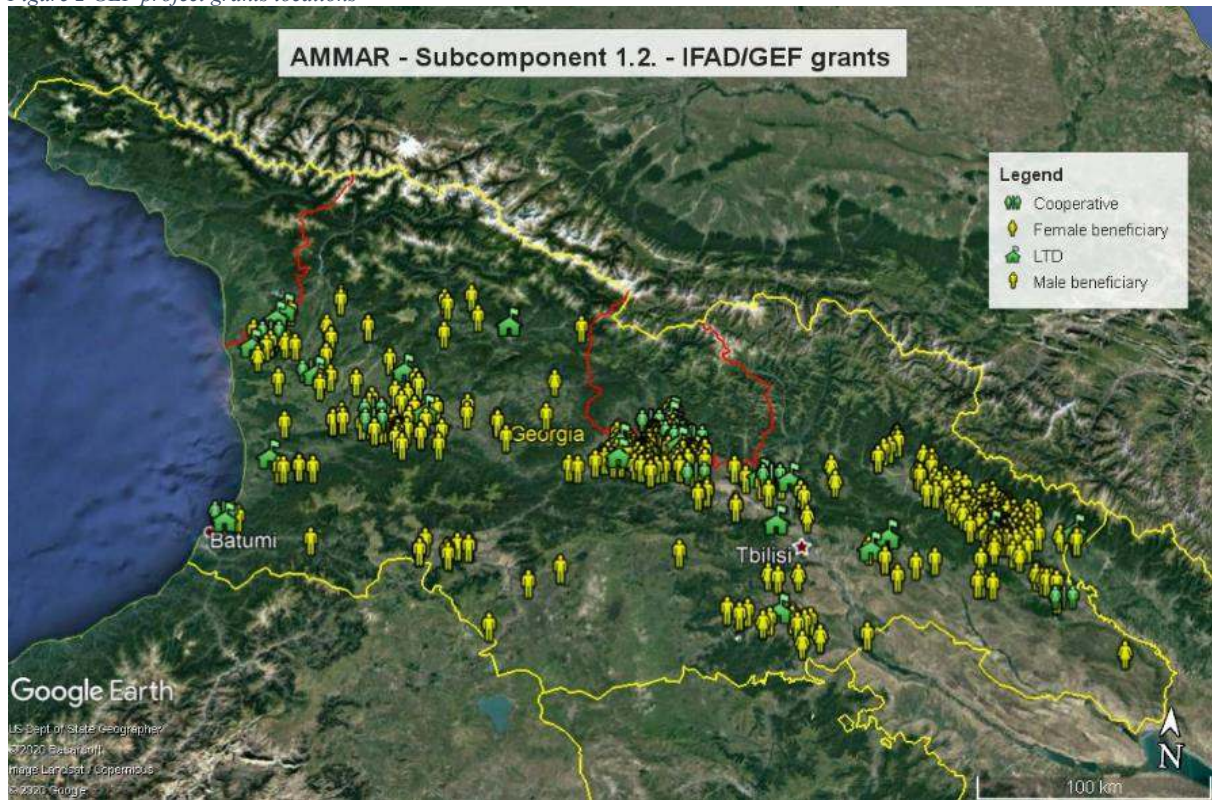 Figure 2 GEF project grants locations
AMMAR - Subcomponent 1.2. - IFAD/GEF grants
Legend
Cooperative
Female beneficiary
LTD
Male beneficiary
Georgia
Batumi
Tbilisi
Google Earth
US Dept of State Geographer
© 2020 Basarsoft
Image Landsat / Copernicus
© 2020 Google
N
100 km